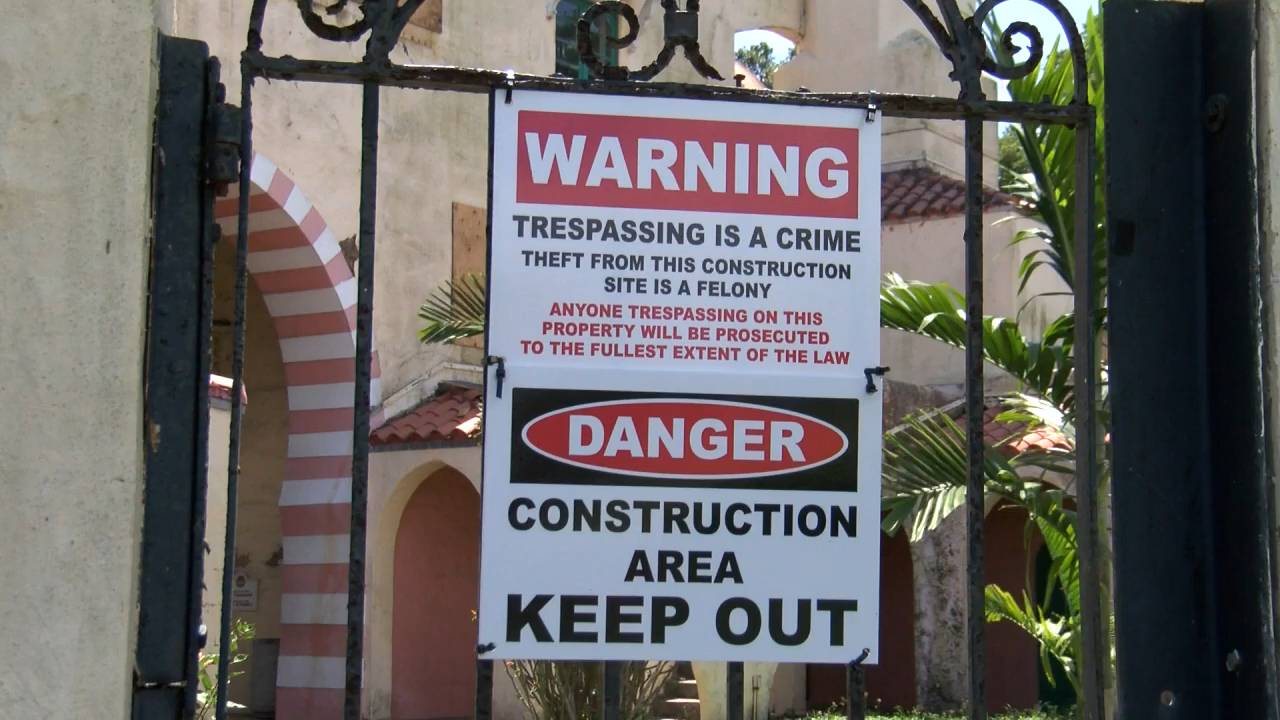 WARNING
TRESPASSING IS A CRIME
THEFT FROM THIS CONSTRUCTION
SITE IS A FELONY
ANYONE TRESPASSING ON THIS
PROPERTY WILL BE PROSECUTED
TO THE FULLEST EXTENT OF THE LAW
DANGER
CONSTRUCTION
AREA
KEEP OUT